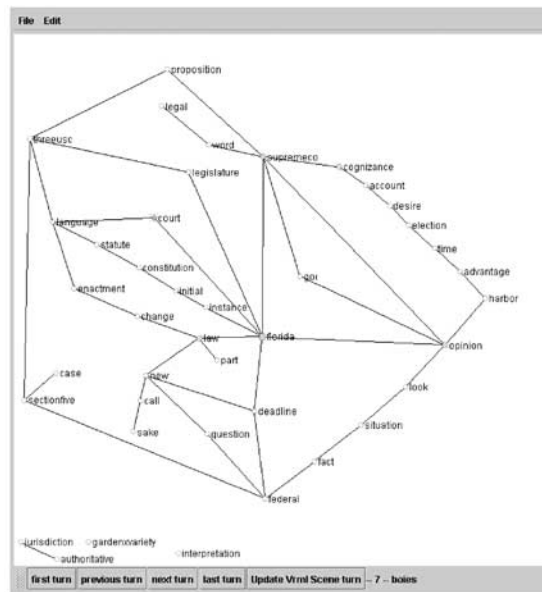 File Edit
proposition
legal
threeusc
word
supremeco
cognizance
legislature
account
desire
language
court
election
statute
time
constitution
advantage
goi
enactment
initial
harbor
instance
change
law
florida
opinion
part
case
new
look
sectionfive
call
deadline
situation
sake
question
fact
federal
jurisdiction
gardenxvariety
interpretation
authoritative
first turn previous turn next turn last turn Update Vrml Scene turn -- 7 -- boies